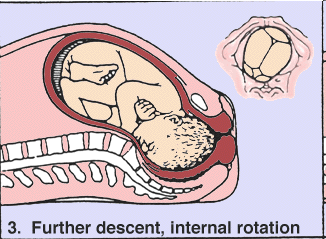 3. Further descent, internal rotation